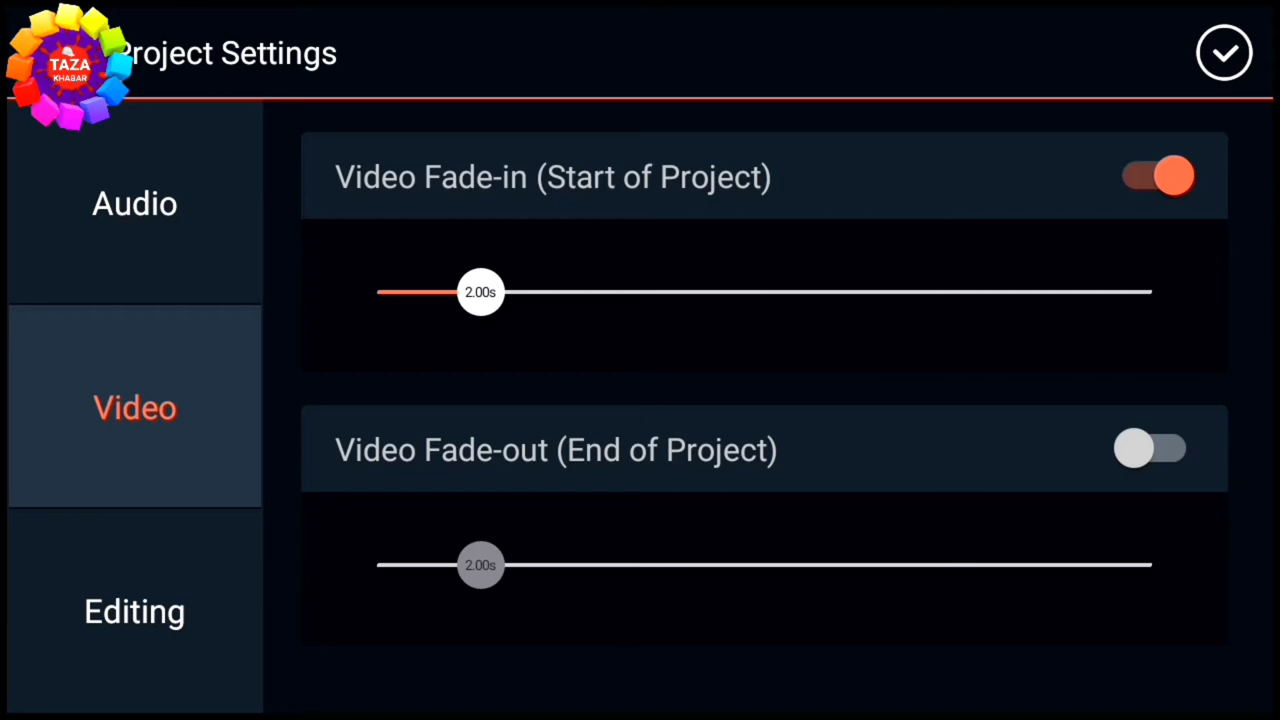 TAZA
KHABAR
Project Settings
Audio
Video
Editing
Video Fade-in (Start of Project)
2.00s
Video Fade-out (End of Project)
2.00s